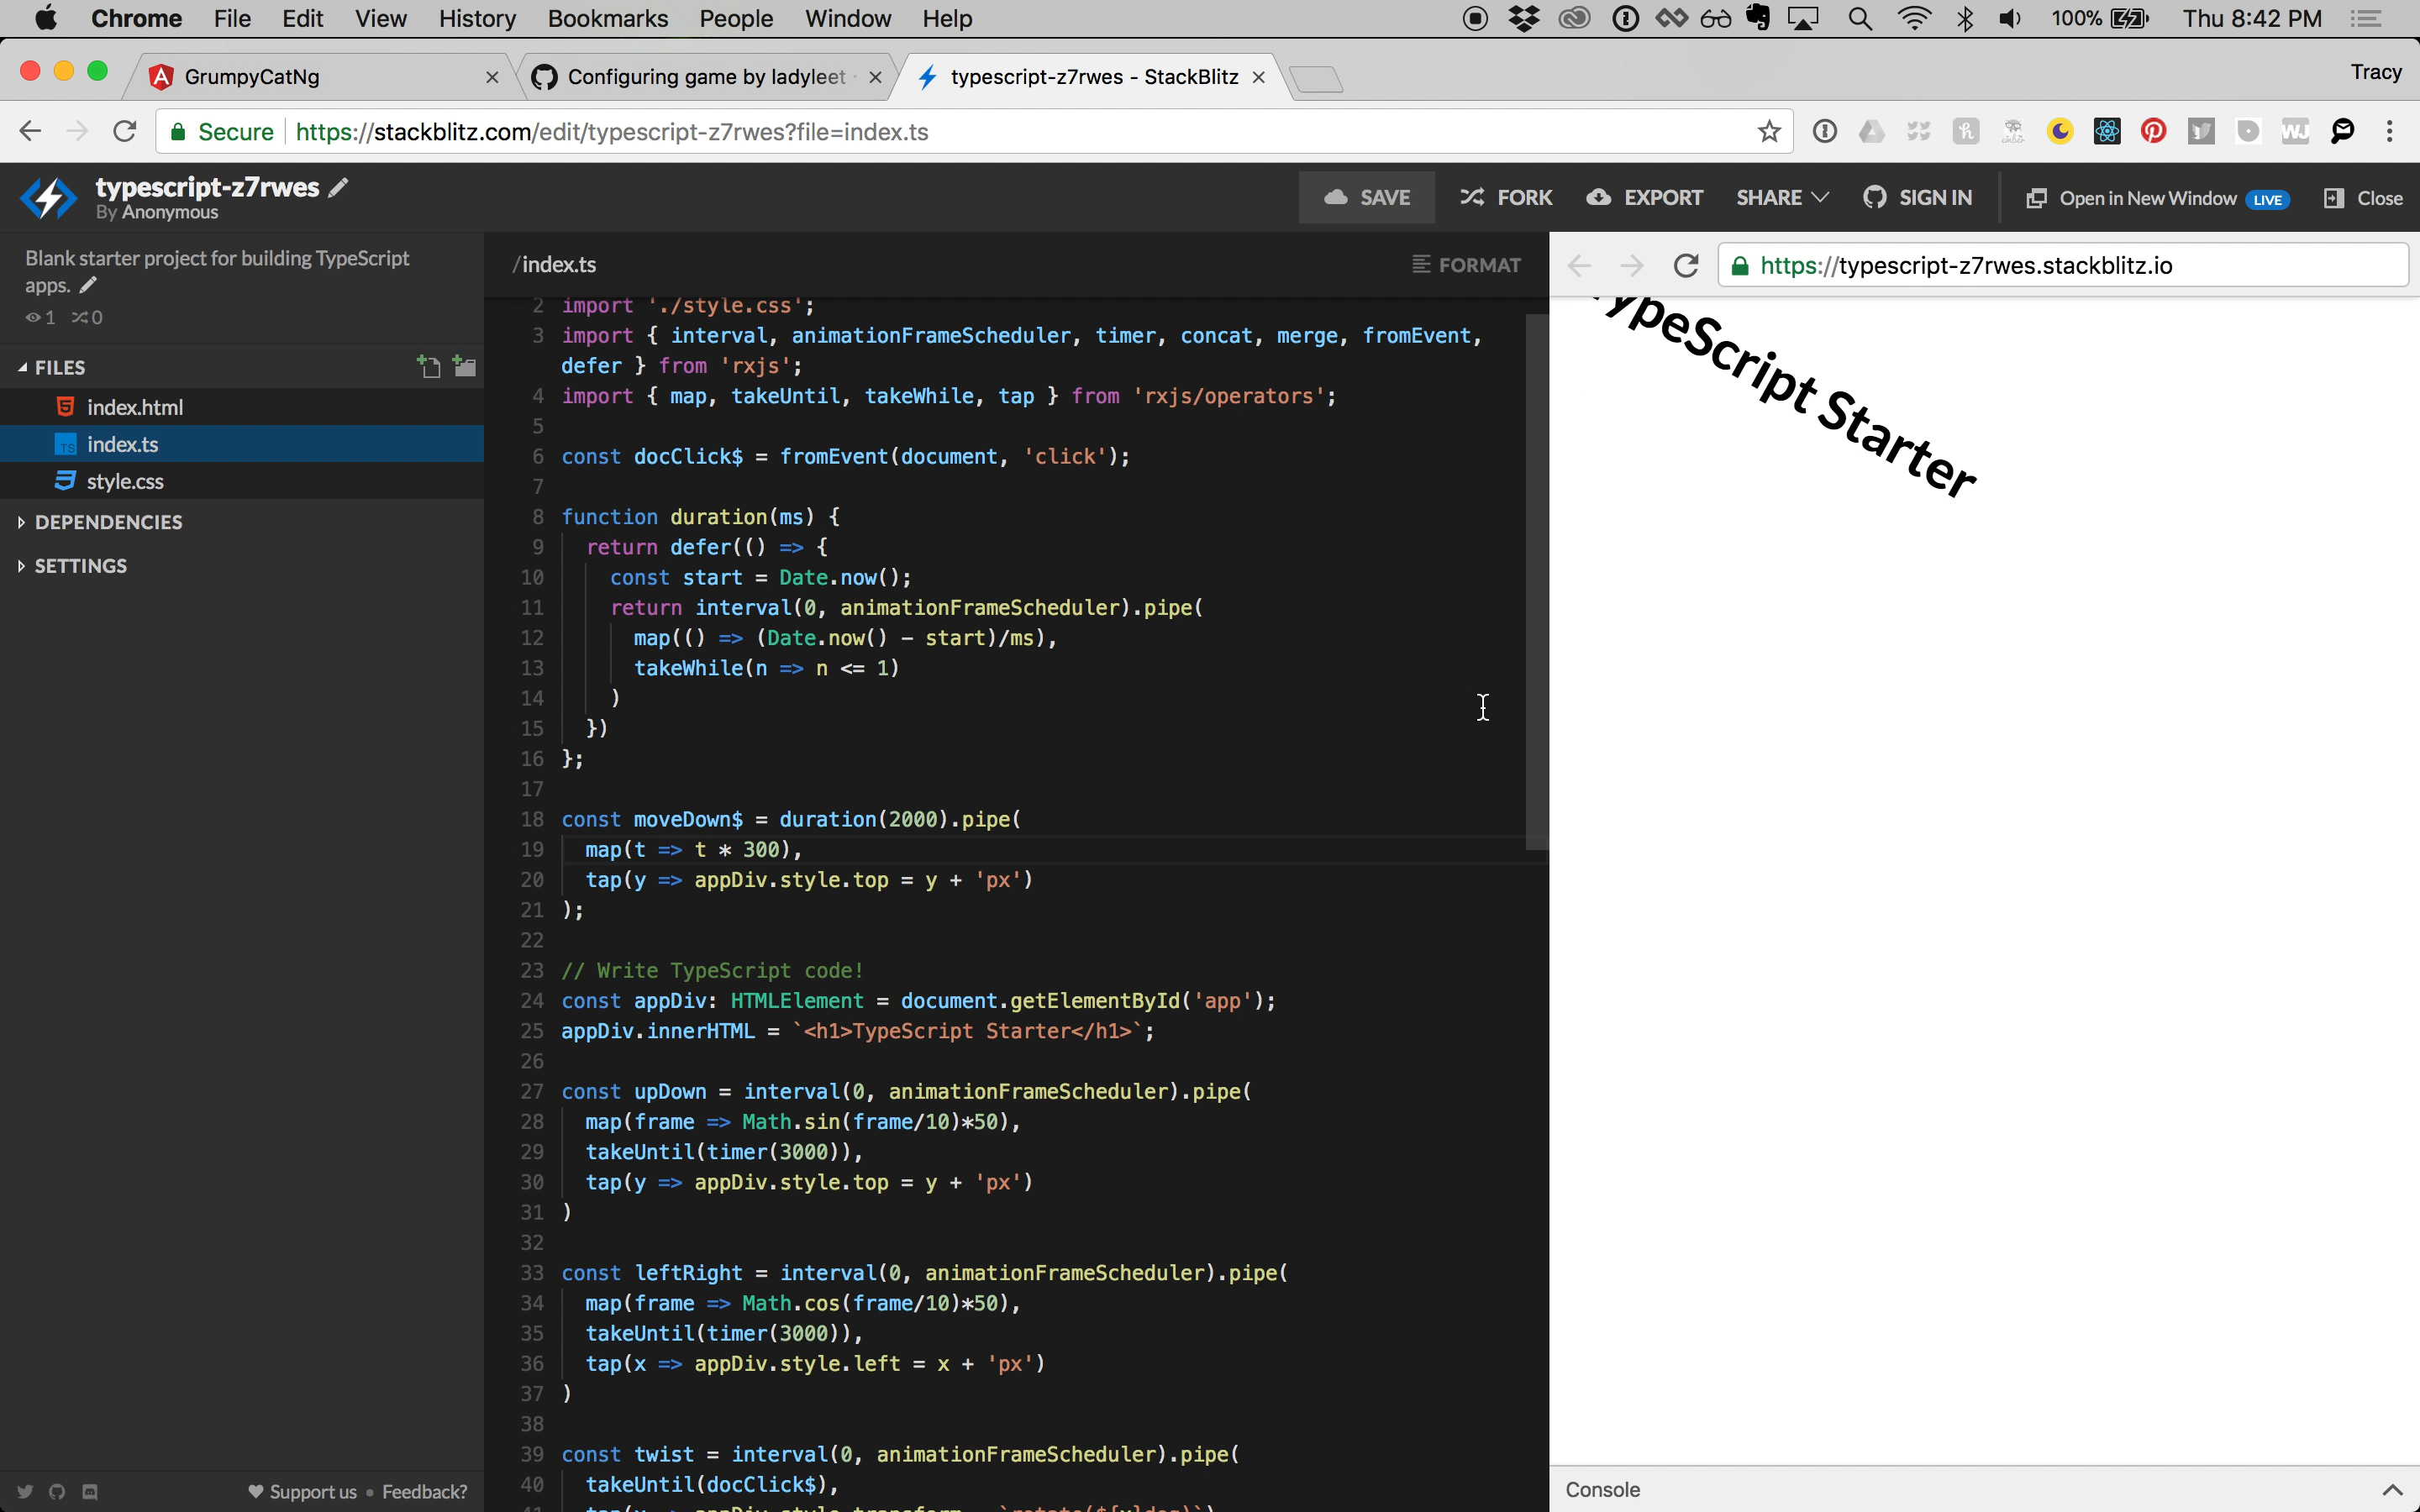 Chrome File Edit View History Bookmarks People Window Help 100% Thu 8:42 PM
GrumpyCatNg Configuring game by ladyleet typescript-z7rwes - StackBlitz Tracy
Secure https://stackblitz.com/edit/typescript-z7rwes?file=index.ts
typescript-z7rwes
By Anonymous
SAVE FORK EXPORT SHARE SIGN IN Open in New Window LIVE Close
Blank starter project for building TypeScript
apps.
1 0
FILES
index.html
index.ts
style.css
DEPENDENCIES
SETTINGS
Support us • Feedback?
/index.ts FORMAT
2 import './style.css';
3 import { interval, animationFrameScheduler, timer, concat, merge, fromEvent,
defer } from 'rxjs';
4 import { map, takeUntil, takeWhile, tap } from 'rxjs/operators';
5
6 const docClick$ = fromEvent(document, 'click');
7
8 function duration(ms) {
9 return defer(() => {
10 const start = Date.now();
11 return interval(0, animationFrameScheduler).pipe(
12 map(() => (Date.now() - start)/ms),
13 takeWhile(n => n <= 1)
14 )
15 })
16 };
17
18 const moveDown$ = duration(2000).pipe(
19 map(t => t * 300),
20 tap(y => appDiv.style.top = y + 'px')
21 );
22
23 // Write TypeScript code!
24 const appDiv: HTMLElement = document.getElementById('app');
25 appDiv.innerHTML = `<h1>TypeScript Starter</h1>`;
26
27 const upDown = interval(0, animationFrameScheduler).pipe(
28 map(frame => Math.sin(frame/10)*50),
29 takeUntil(timer(3000)),
30 tap(y => appDiv.style.top = y + 'px')
31 )
32
33 const leftRight = interval(0, animationFrameScheduler).pipe(
34 map(frame => Math.cos(frame/10)*50),
35 takeUntil(timer(3000)),
36 tap(x => appDiv.style.left = x + 'px')
37 )
38
39 const twist = interval(0, animationFrameScheduler).pipe(
40 takeUntil(docClick$),
https://typescript-z7rwes.stackblitz.io
TypeScript Starter
Console